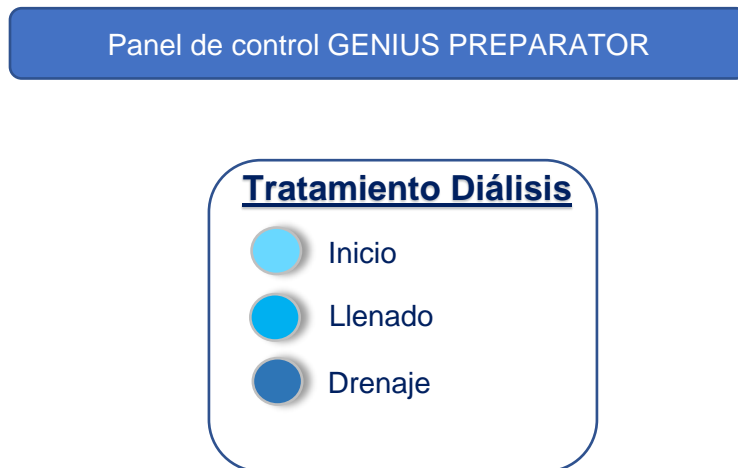 Panel de control GENIUS PREPARATOR
Tratamiento Diálisis
Inicio
Llenado
Drenaje